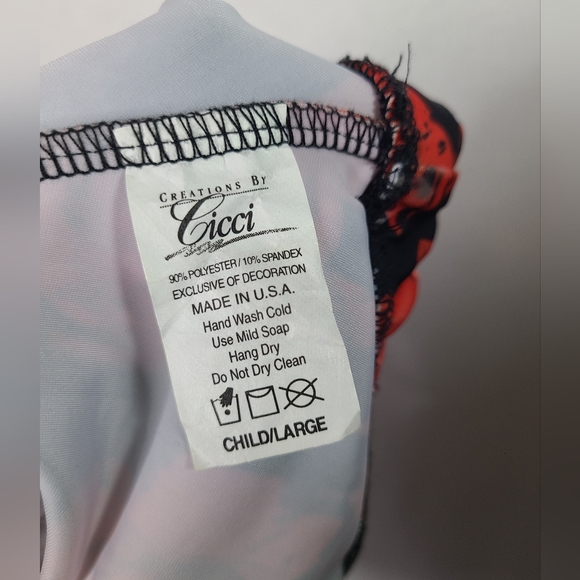 CREATIONS BY
Cicci
90% POLYESTER / 10% SPANDEX
EXCLUSIVE OF DECORATION
MADE IN U.S.A.
Hand Wash Cold
Use Mild Soap
Hang Dry
Do Not Dry Clean
CHILD/LARGE